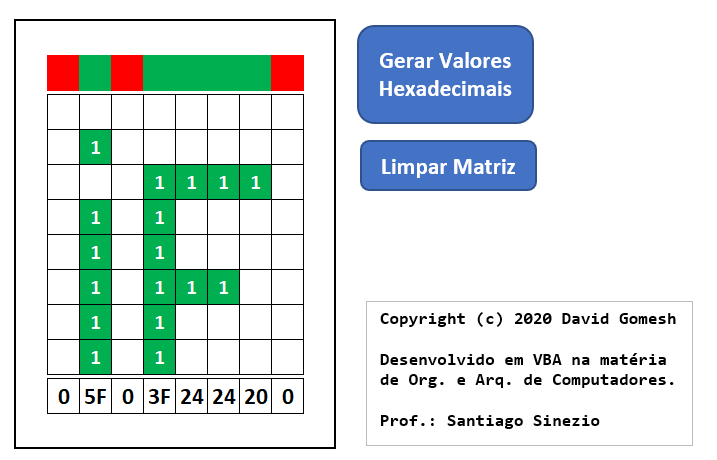 Gerar Valores
Hexadecimais
Limpar Matriz
1
1 1 1 1
1 1
1 1
1 1 1 1
1 1
1 1
0 5F 0 3F 24 24 20 0
Copyright (c) 2020 David Gomesh
Desenvolvido em VBA na matéria
de Org. e Arq. de Computadores.
Prof.: Santiago Sinezio